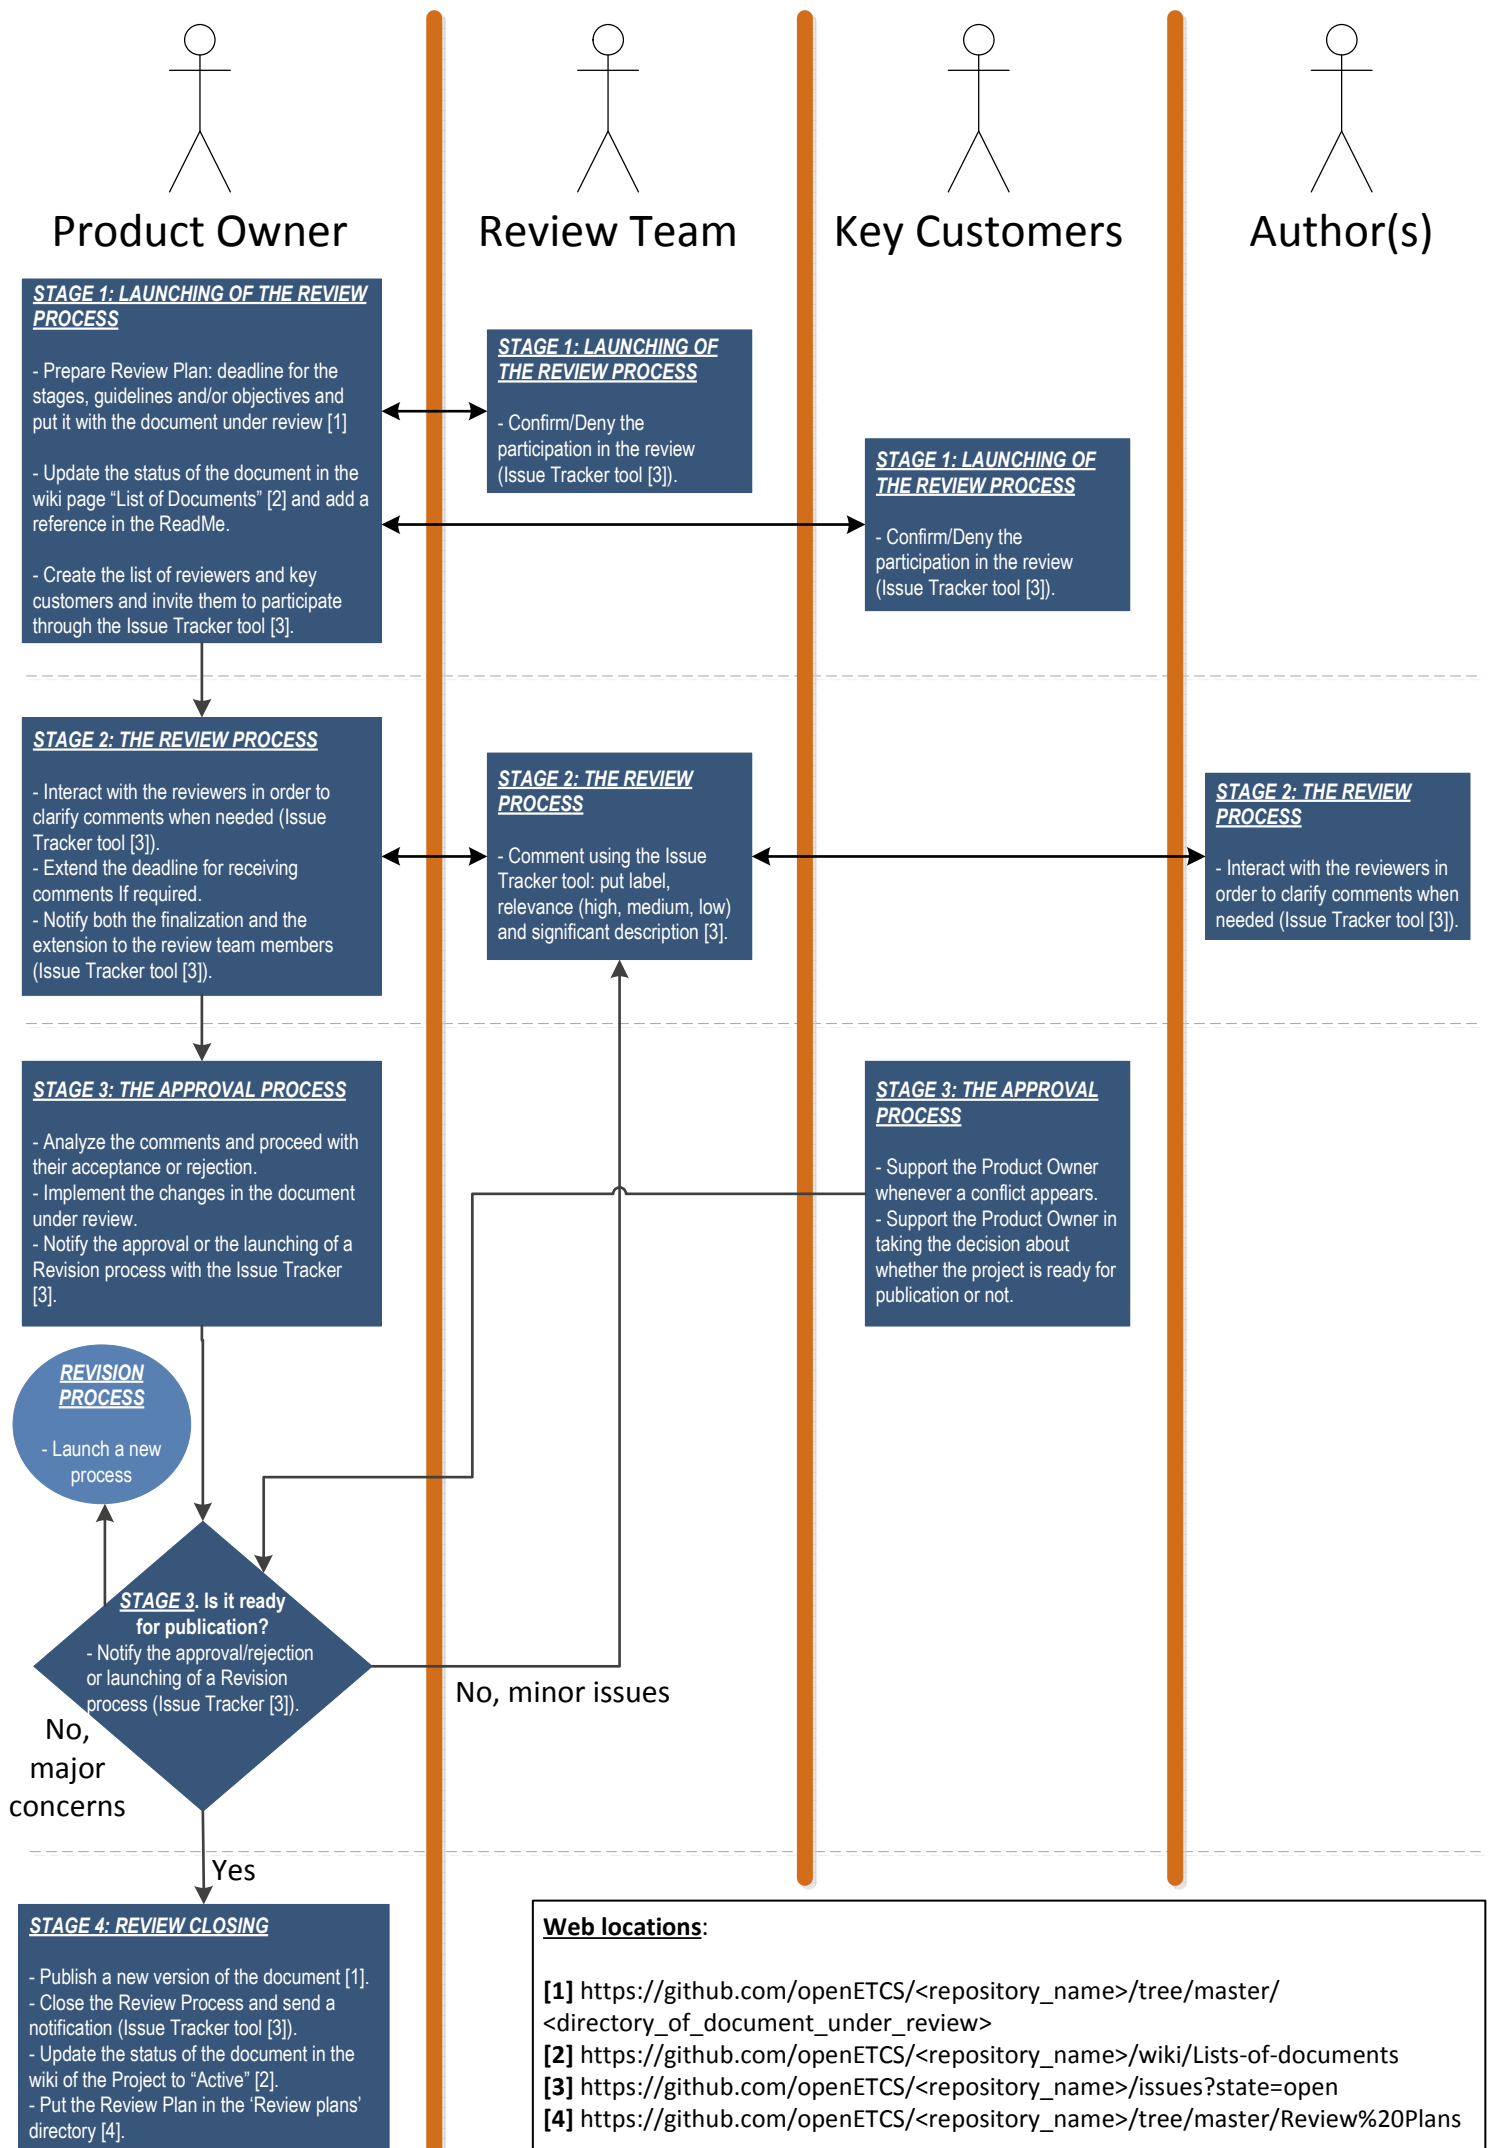 Product Owner
Review Team
Key Customers
Author(s)
STAGE 1: LAUNCHING OF THE REVIEW
PROCESS
- Prepare Review Plan: deadline for the
stages, guidelines and/or objectives and
put it with the document under review [1]
- Update the status of the document in the
wiki page “List of Documents” [2] and add a
reference in the ReadMe.
- Create the list of reviewers and key
customers and invite them to participate
through the Issue Tracker tool [3].
STAGE 1: LAUNCHING OF
THE REVIEW PROCESS
- Confirm/Deny the
participation in the review
(Issue Tracker tool [3]).
STAGE 1: LAUNCHING OF
THE REVIEW PROCESS
- Confirm/Deny the
participation in the review
(Issue Tracker tool [3]).
STAGE 2: THE REVIEW PROCESS
- Interact with the reviewers in order to
clarify comments when needed (Issue
Tracker tool [3]).
- Extend the deadline for receiving
comments If required.
- Notify both the finalization and the
extension to the review team members
(Issue Tracker tool [3]).
STAGE 2: THE REVIEW
PROCESS
- Comment using the Issue
Tracker tool: put label,
relevance (high, medium, low)
and significant description [3].
STAGE 2: THE REVIEW
PROCESS
- Interact with the reviewers in
order to clarify comments when
needed (Issue Tracker tool [3]).
STAGE 3: THE APPROVAL PROCESS
- Analyze the comments and proceed with
their acceptance or rejection.
- Implement the changes in the document
under review.
- Notify the approval or the launching of a
Revision process with the Issue Tracker
[3].
STAGE 3: THE APPROVAL
PROCESS
- Support the Product Owner
whenever a conflict appears.
- Support the Product Owner in
taking the decision about
whether the project is ready for
publication or not.
REVISION
PROCESS
- Launch a new
process
STAGE 3. Is it ready
for publication?
- Notify the approval/rejection
or launching of a Revision
process (Issue Tracker [3]).
No, minor issues
No,
major
concerns
Yes
STAGE 4: REVIEW CLOSING
- Publish a new version of the document [1].
- Close the Review Process and send a
notification (Issue Tracker tool [3]).
- Update the status of the document in the
wiki of the Project to “Active” [2].
- Put the Review Plan in the ‘Review plans’
directory [4].
Web locations:
[1] https://github.com/openETCS/<repository_name>/tree/master/
<directory_of_document_under_review>
[2] https://github.com/openETCS/<repository_name>/wiki/Lists-of-documents
[3] https://github.com/openETCS/<repository_name>/issues?state=open
[4] https://github.com/openETCS/<repository_name>/tree/master/Review%20Plans